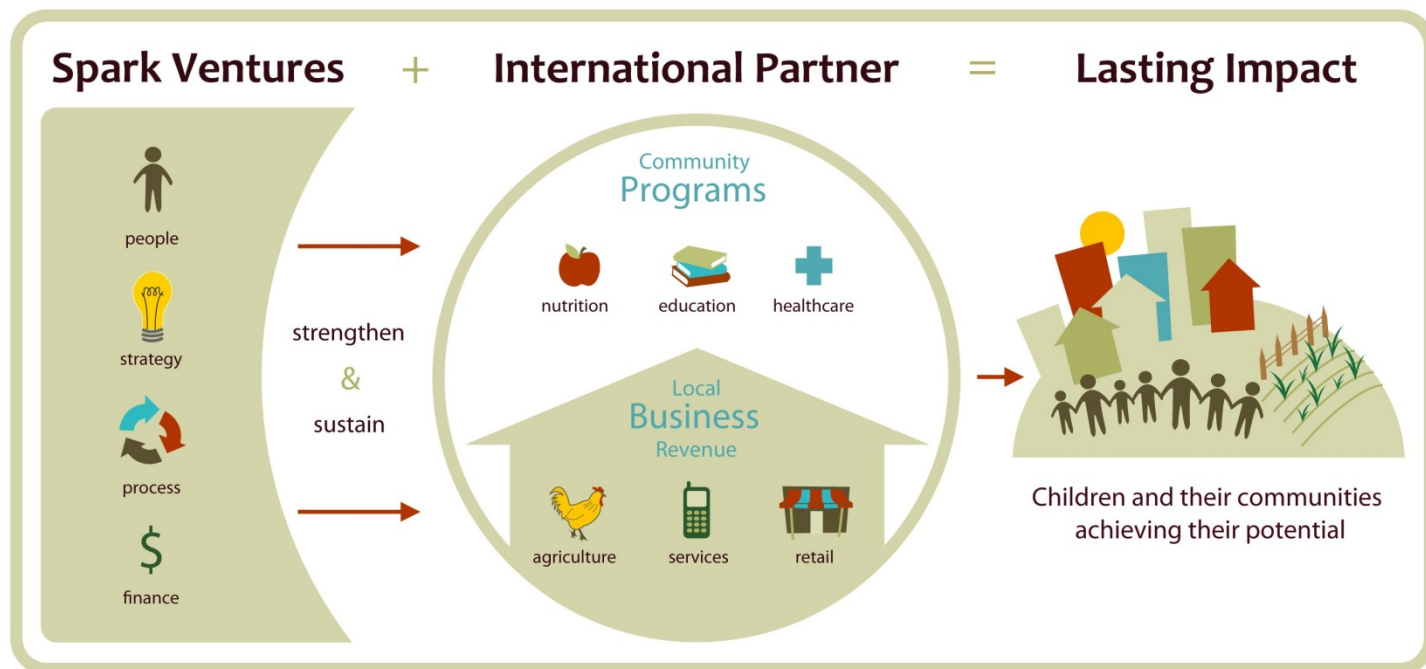 Spark Ventures + International Partner = Lasting Impact
people
strategy
process
$
finance
strengthen
&
sustain
Community
Programs
nutrition education healthcare
Local
Business
Revenue
agriculture services retail
Children and their communities
achieving their potential